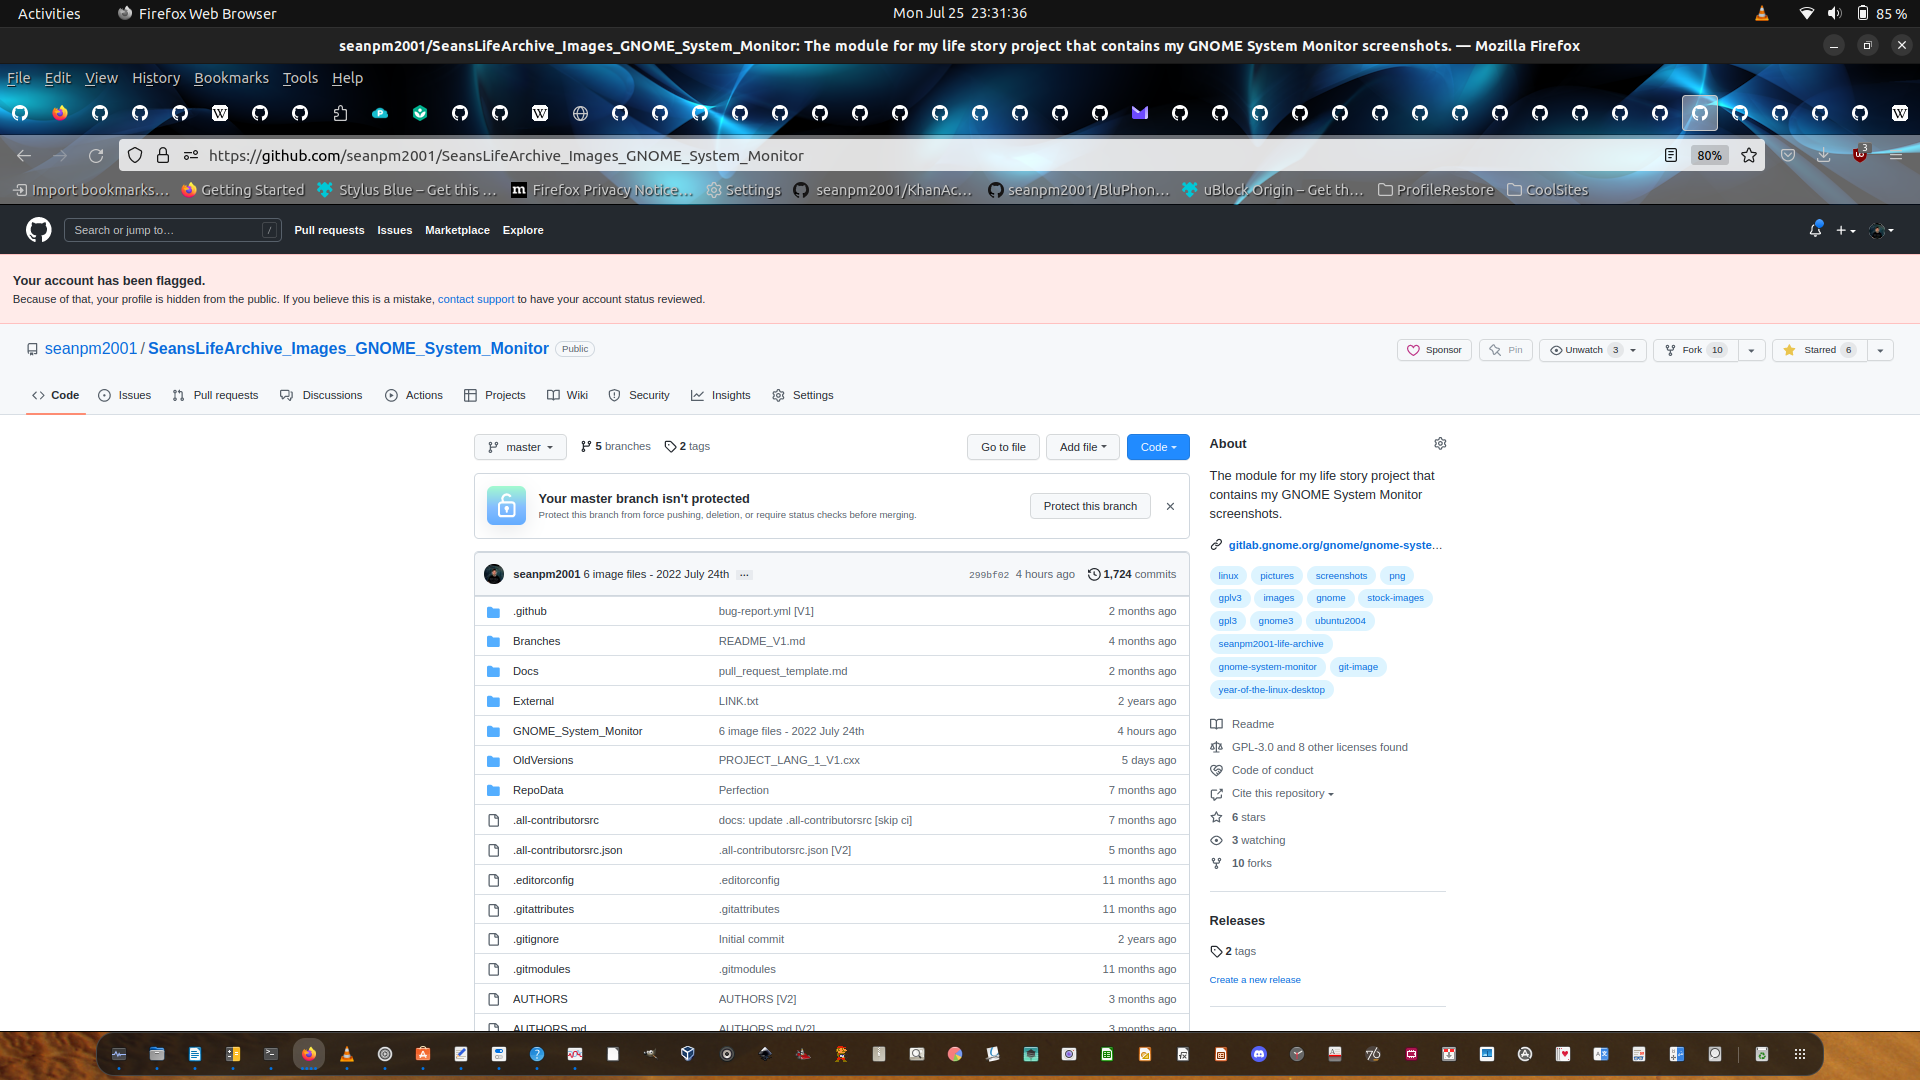 Activities Firefox Web Browser Mon Jul 25 23:31:36 85 %
seanpm2001/SeansLifeArchive_Images_GNOME_System_Monitor: The module for my life story project that contains my GNOME System Monitor screenshots. — Mozilla Firefox
File Edit View History Bookmarks Tools Help
https://github.com/seanpm2001/SeansLifeArchive_Images_GNOME_System_Monitor 80% 3
Import bookmarks… Getting Started Stylus Blue – Get this … Firefox Privacy Notice… Settings seanpm2001/KhanAc… seanpm2001/BluPhon… uBlock Origin – Get th… ProfileRestore CoolSites
Search or jump to… / Pull requests Issues Marketplace Explore
Your account has been flagged.
Because of that, your profile is hidden from the public. If you believe this is a mistake, contact support to have your account status reviewed.
seanpm2001 / SeansLifeArchive_Images_GNOME_System_Monitor Public Sponsor Pin Unwatch 3 Fork 10 Starred 6
Code Issues Pull requests Discussions Actions Projects Wiki Security Insights Settings
master 5 branches 2 tags Go to file Add file Code
Your master branch isn't protected
Protect this branch from force pushing, deletion, or require status checks before merging.
Protect this branch
seanpm2001 6 image files - 2022 July 24th … 299bf02 4 hours ago 1,724 commits
.github bug-report.yml [V1] 2 months ago
Branches README_V1.md 4 months ago
Docs pull_request_template.md 2 months ago
External LINK.txt 2 years ago
GNOME_System_Monitor 6 image files - 2022 July 24th 4 hours ago
OldVersions PROJECT_LANG_1_V1.cxx 5 days ago
RepoData Perfection 7 months ago
.all-contributorsrc docs: update .all-contributorsrc [skip ci] 7 months ago
.all-contributorsrc.json .all-contributorsrc.json [V2] 5 months ago
.editorconfig .editorconfig 11 months ago
.gitattributes .gitattributes 11 months ago
.gitignore Initial commit 2 years ago
.gitmodules .gitmodules 11 months ago
AUTHORS AUTHORS [V2] 3 months ago
AUTHORS.md AUTHORS.md [V2] 3 months ago
About
The module for my life story project that
contains my GNOME System Monitor
screenshots.
gitlab.gnome.org/gnome/gnome-syste…
linux pictures screenshots png
gplv3 images gnome stock-images
gpl3 gnome3 ubuntu2004
seanpm2001-life-archive
gnome-system-monitor git-image
year-of-the-linux-desktop
Readme
GPL-3.0 and 8 other licenses found
Code of conduct
Cite this repository
6 stars
3 watching
10 forks
Releases
2 tags
Create a new release